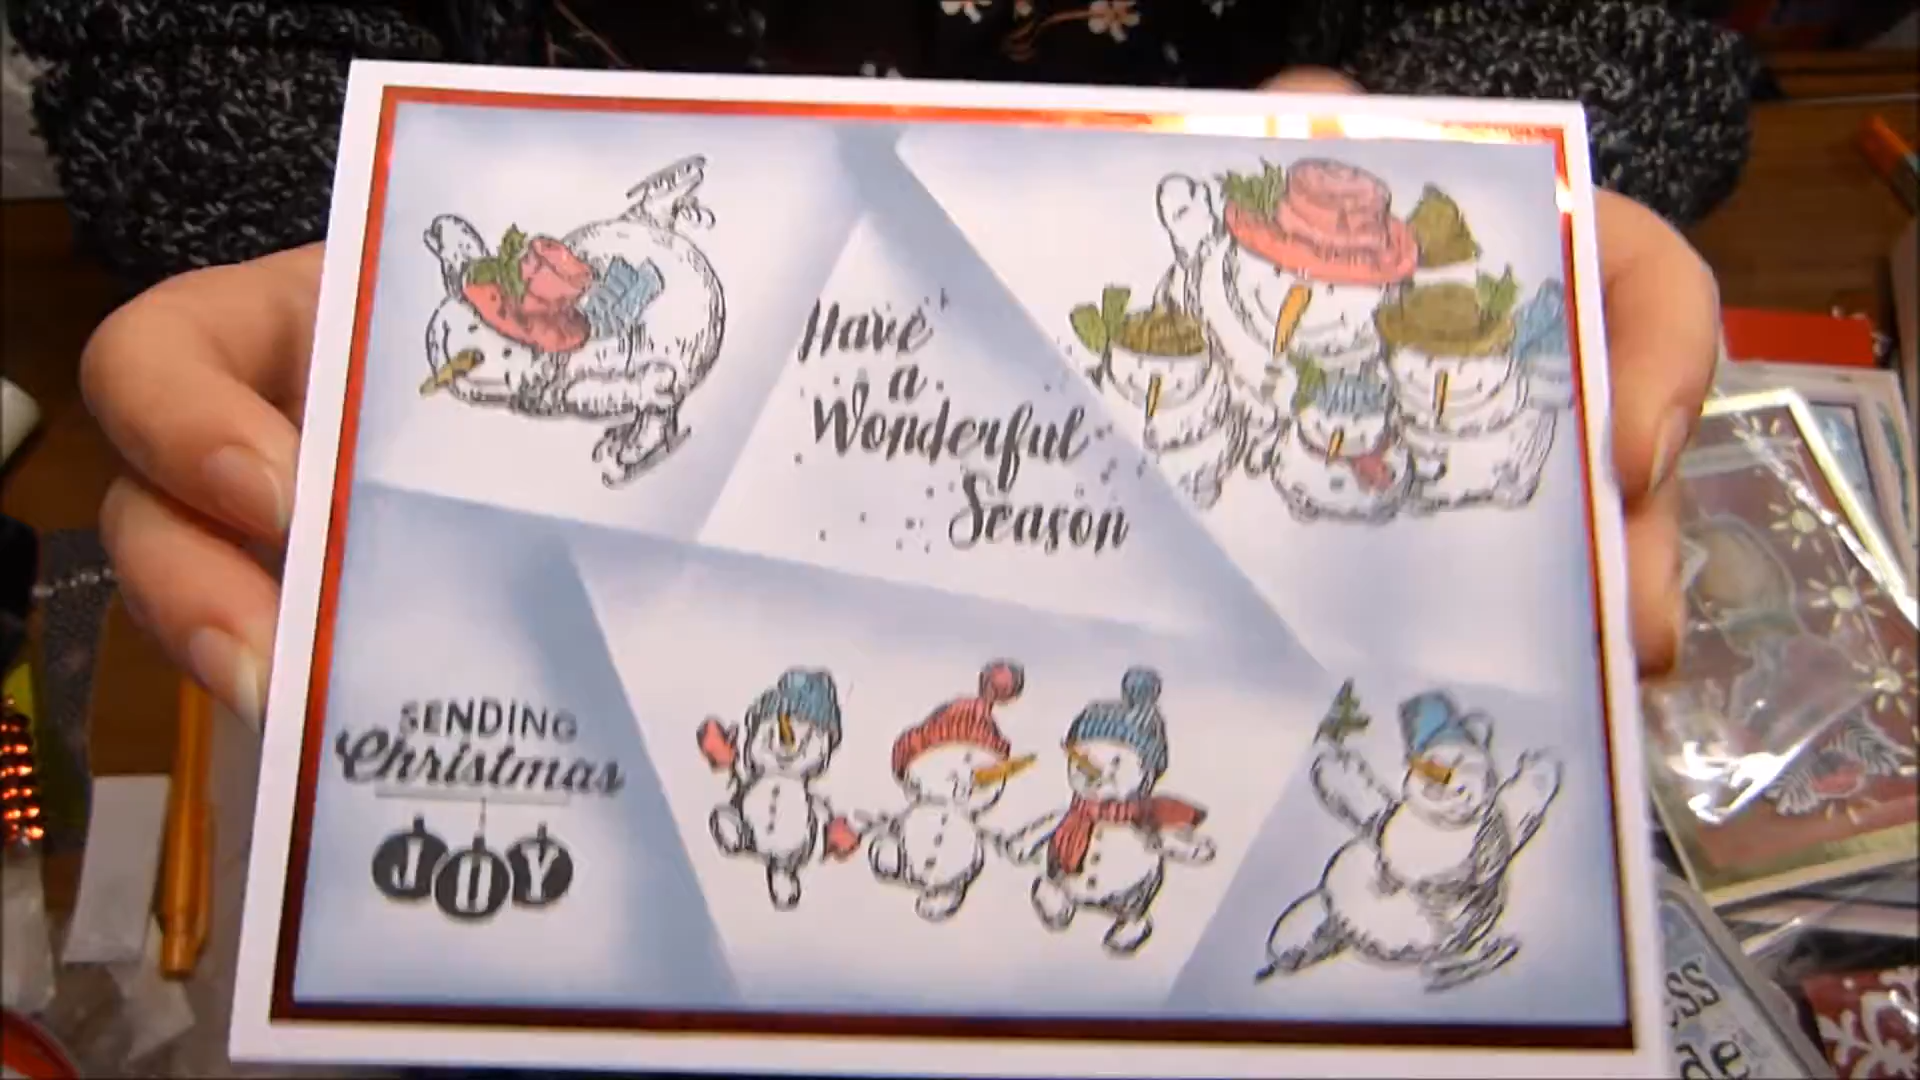 Have
a
Wonderful
Season
SENDING
Christmas
JOY